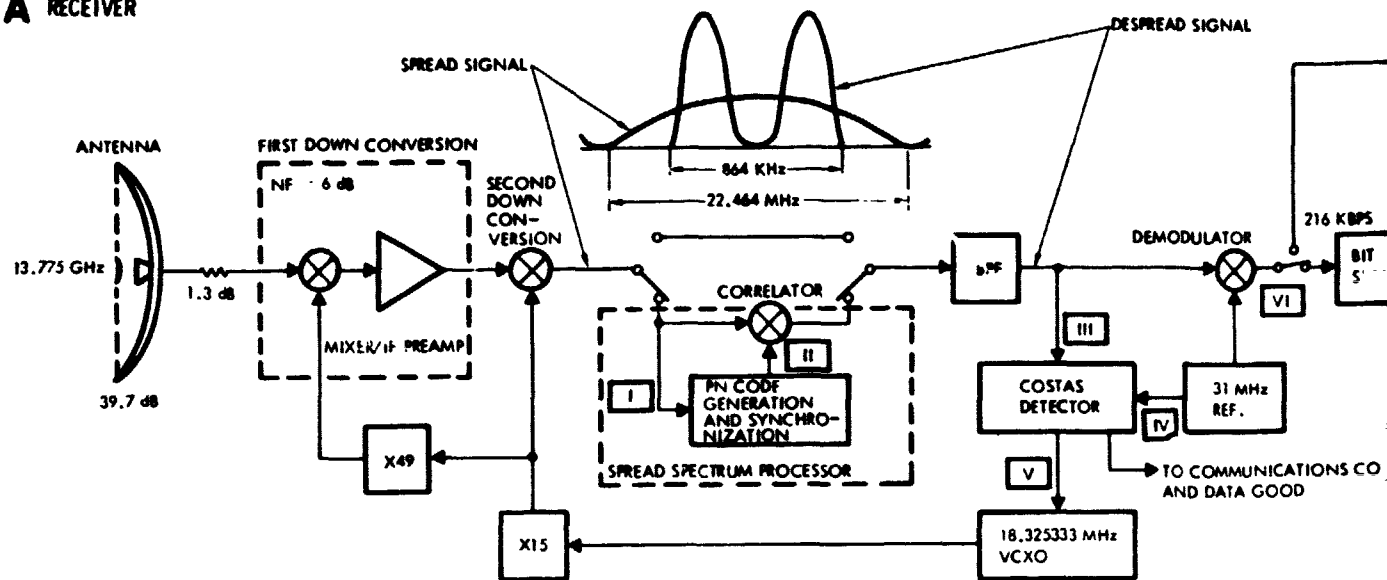 A RECEIVER
SPREAD SIGNAL
DESPREAD SIGNAL
ANTENNA
FIRST DOWN CONVERSION
NF - 6 dB
SECOND
DOWN
CON-
VERSION
864 KHz
22.464 MHz
216 KBPS
DEMODULATOR
BIT
13.775 GHz
1.3 dB
CORRELATOR
VI
III
MIXER/IF PREAMP
II
I
PN CODE
GENERATION
AND SYNCHRO-
NIZATION
COSTAS
DETECTOR
31 MHz
REF.
IV
39.7 dB
X49
SPREAD SPECTRUM PROCESSOR
V
TO COMMUNICATIONS CO
AND DATA GOOD
X15
18.325333 MHz
VCXO